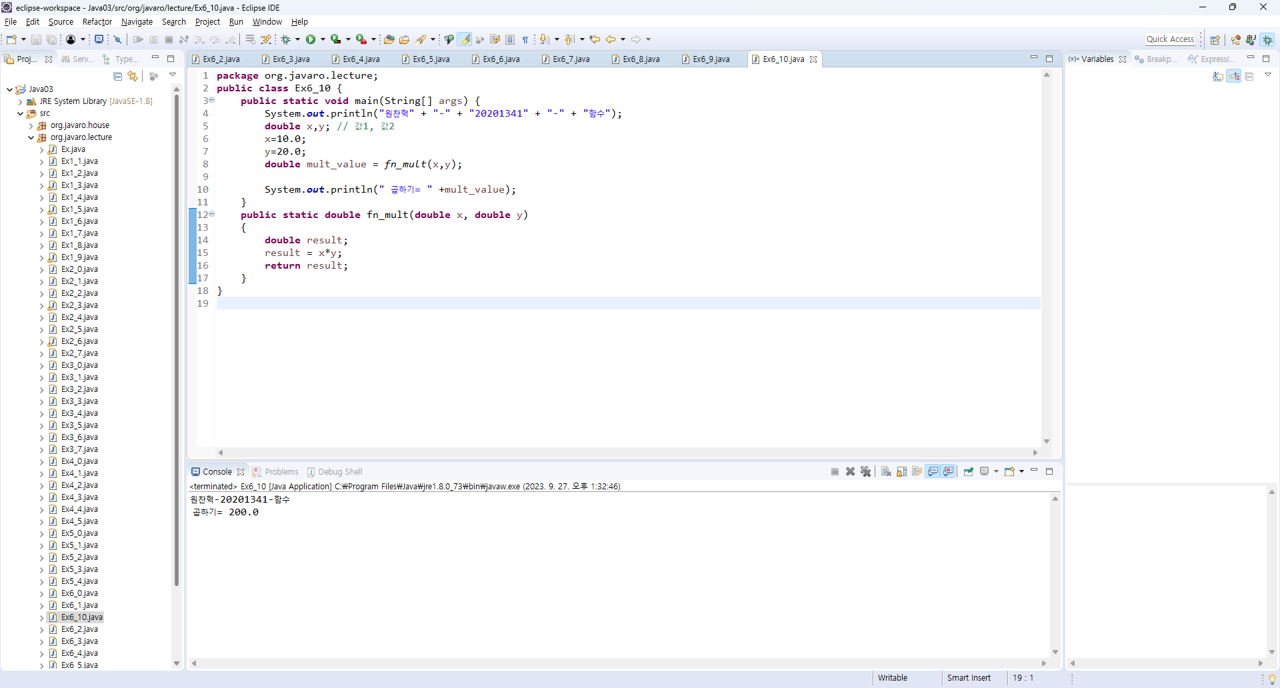 eclipse-workspace - Java03/src/org/javaro/lecture/Ex6_10.java - Eclipse IDE
File Edit Source Refactor Navigate Search Project Run Window Help
Quick Access
Proj... Serv... Type...
Java03
JRE System Library [JavaSE-1.8]
src
org.javaro.house
org.javaro.lecture
Ex.java
Ex1_1.java
Ex1_2.java
Ex1_3.java
Ex1_4.java
Ex1_5.java
Ex1_6.java
Ex1_7.java
Ex1_8.java
Ex1_9.java
Ex2_0.java
Ex2_1.java
Ex2_2.java
Ex2_3.java
Ex2_4.java
Ex2_5.java
Ex2_6.java
Ex2_7.java
Ex3_0.java
Ex3_1.java
Ex3_2.java
Ex3_3.java
Ex3_4.java
Ex3_5.java
Ex3_6.java
Ex3_7.java
Ex4_0.java
Ex4_1.java
Ex4_2.java
Ex4_3.java
Ex4_4.java
Ex4_5.java
Ex5_0.java
Ex5_1.java
Ex5_2.java
Ex5_3.java
Ex5_4.java
Ex6_0.java
Ex6_1.java
Ex6_10.java
Ex6_2.java
Ex6_3.java
Ex6_4.java
Ex6_5.java
Ex6_2.java Ex6_3.java Ex6_4.java Ex6_5.java Ex6_6.java Ex6_7.java Ex6_8.java Ex6_9.java Ex6_10.java
1 package org.javaro.lecture;
2 public class Ex6_10 {
3 public static void main(String[] args) {
4 System.out.println("원찬혁" + "-" + "20201341" + "-" + "함수");
5 double x,y; // 값1, 값2
6 x=10.0;
7 y=20.0;
8 double mult_value = fn_mult(x,y);
9
10 System.out.println(" 곱하기= " +mult_value);
11 }
12 public static double fn_mult(double x, double y)
13 {
14 double result;
15 result = x*y;
16 return result;
17 }
18 }
19
Console Problems Debug Shell
<terminated> Ex6_10 [Java Application] C:₩Program Files₩Java₩jre1.8.0_73₩bin₩javaw.exe (2023. 9. 27. 오후 1:32:46)
원찬혁-20201341-함수
곱하기= 200.0
(x)= Variables Breakp... Expressi...
Writable Smart Insert 19 : 1